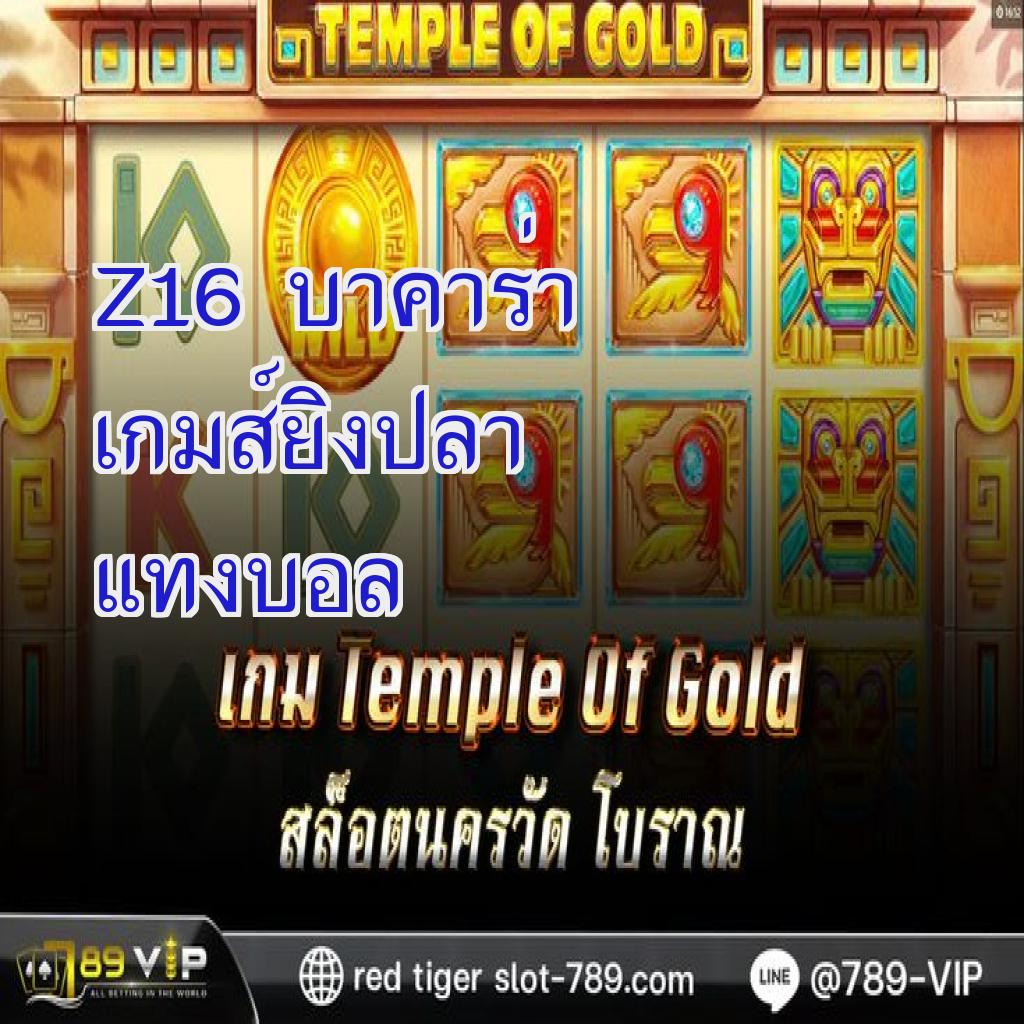 TEMPLE OF GOLD
WILD
Z16 บาคาร่า
เกมส์ยิงปลา
แทงบอล
K
เกม Temple Of Gold
สล็อตนครวัด โบราณ
789 VIP
ALL BETTING IN THE WORLD
red tiger slot-789.com
LINE @789-VIP